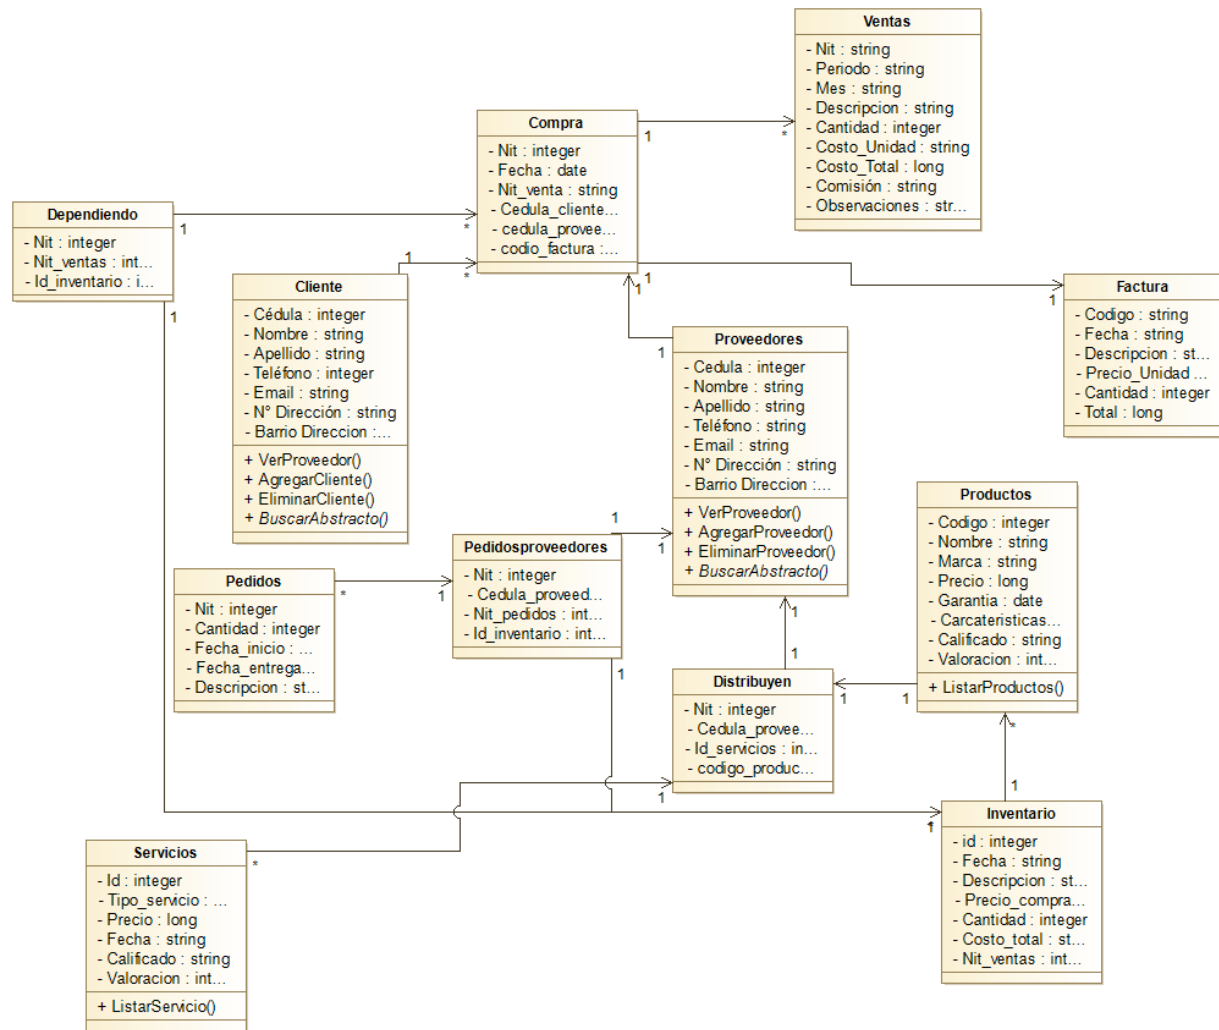 Ventas
- Nit : string
- Periodo : string
- Mes : string
- Descripcion : string
- Cantidad : integer
- Costo_Unidad : string
- Costo_Total : long
- Comisión : string
- Observaciones : str...
Compra
- Nit : integer
- Fecha : date
- Nit_venta : string
- Cedula_cliente...
- cedula_provee...
- codio_factura :...
1
*
Dependiendo
- Nit : integer
- Nit_ventas : int...
- Id_inventario : i...
1
*
1
Cliente
- Cédula : integer
- Nombre : string
- Apellido : string
- Teléfono : integer
- Email : string
- N° Dirección : string
- Barrio Direccion :...
+ VerProveedor()
+ AgregarCliente()
+ EliminarCliente()
+ BuscarAbstracto()
1
*
1
1
Factura
- Codigo : string
- Fecha : string
- Descripcion : st...
- Precio_Unidad ...
- Cantidad : integer
- Total : long
1
1
Proveedores
- Cedula : integer
- Nombre : string
- Apellido : string
- Teléfono : string
- Email : string
- N° Dirección : string
- Barrio Direccion :...
+ VerProveedor()
+ AgregarProveedor()
+ EliminarProveedor()
+ BuscarAbstracto()
Productos
- Codigo : integer
- Nombre : string
- Marca : string
- Precio : long
- Garantia : date
- Carcateristicas...
- Calificado : string
- Valoracion : int...
+ ListarProductos()
Pedidosproveedores
- Nit : integer
- Cedula_proveed...
- Nit_pedidos : int...
- Id_inventario : int...
1
1
1
Pedidos
- Nit : integer
- Cantidad : integer
- Fecha_inicio : ...
- Fecha_entrega...
- Descripcion : st...
*
1
1
1
Distribuyen
- Nit : integer
- Cedula_provee...
- Id_servicios : in...
- codigo_produc...
1
1
*
1
Inventario
- id : integer
- Fecha : string
- Descripcion : st...
- Precio_compra...
- Cantidad : integer
- Costo_total : st...
- Nit_ventas : int...
Servicios
- Id : integer
- Tipo_servicio : ...
- Precio : long
- Fecha : string
- Calificado : string
- Valoracion : int...
+ ListarServicio()
*
1